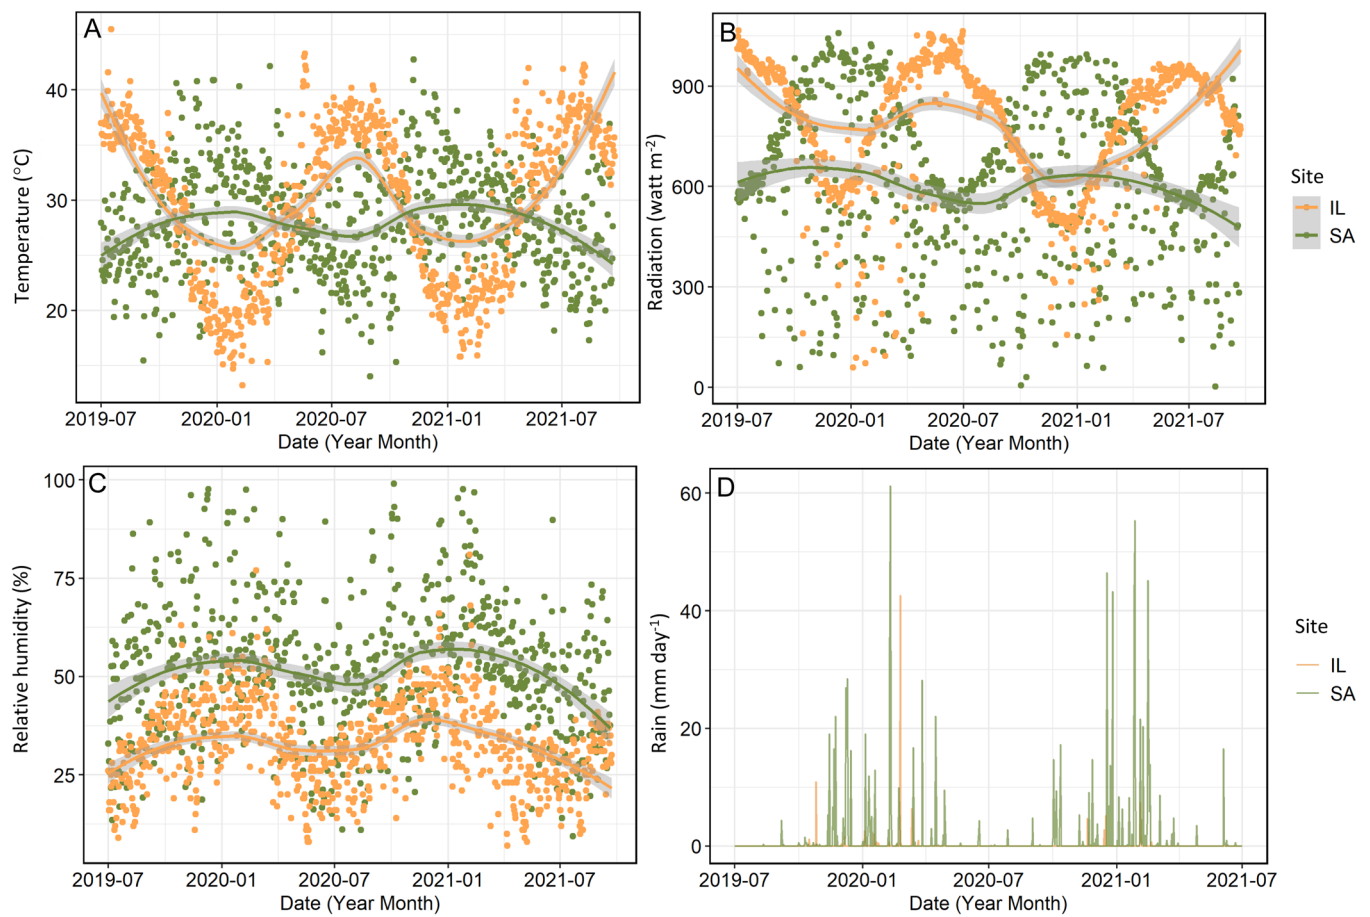 A
40
30
20
Temperature (°C)
2019-07 2020-01 2020-07 2021-01 2021-07
Date (Year Month)
B
900
600
300
0
Radiation (watt m-2)
2019-07 2020-01 2020-07 2021-01 2021-07
Date (Year Month)
Site
IL
SA
C
100
75
50
25
Relative humidity (%)
2019-07 2020-01 2020-07 2021-01 2021-07
Date (Year Month)
D
60
40
20
0
Rain (mm day-1)
2019-07 2020-01 2020-07 2021-01 2021-07
Date (Year Month)
Site
IL
SA